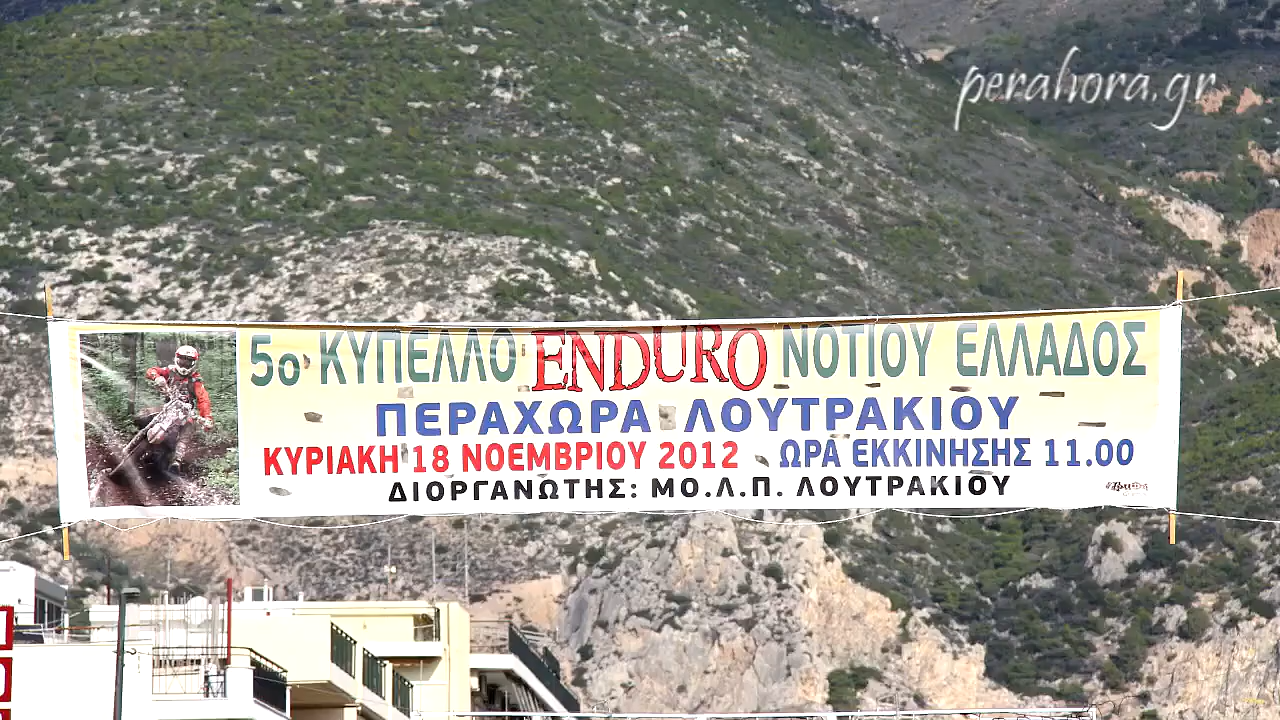 perahora.gr
5ο ΚΥΠΕΛΛΟ ENDURO ΝΟΤΙΟΥ ΕΛΛΑΔΟΣ
ΠΕΡΑΧΩΡΑ ΛΟΥΤΡΑΚΙΟΥ
ΚΥΡΙΑΚΗ 18 ΝΟΕΜΒΡΙΟΥ 2012 ΩΡΑ ΕΚΚΙΝΗΣΗΣ 11.00
ΔΙΟΡΓΑΝΩΤΗΣ: ΜΟ.Λ.Π. ΛΟΥΤΡΑΚΙΟΥ